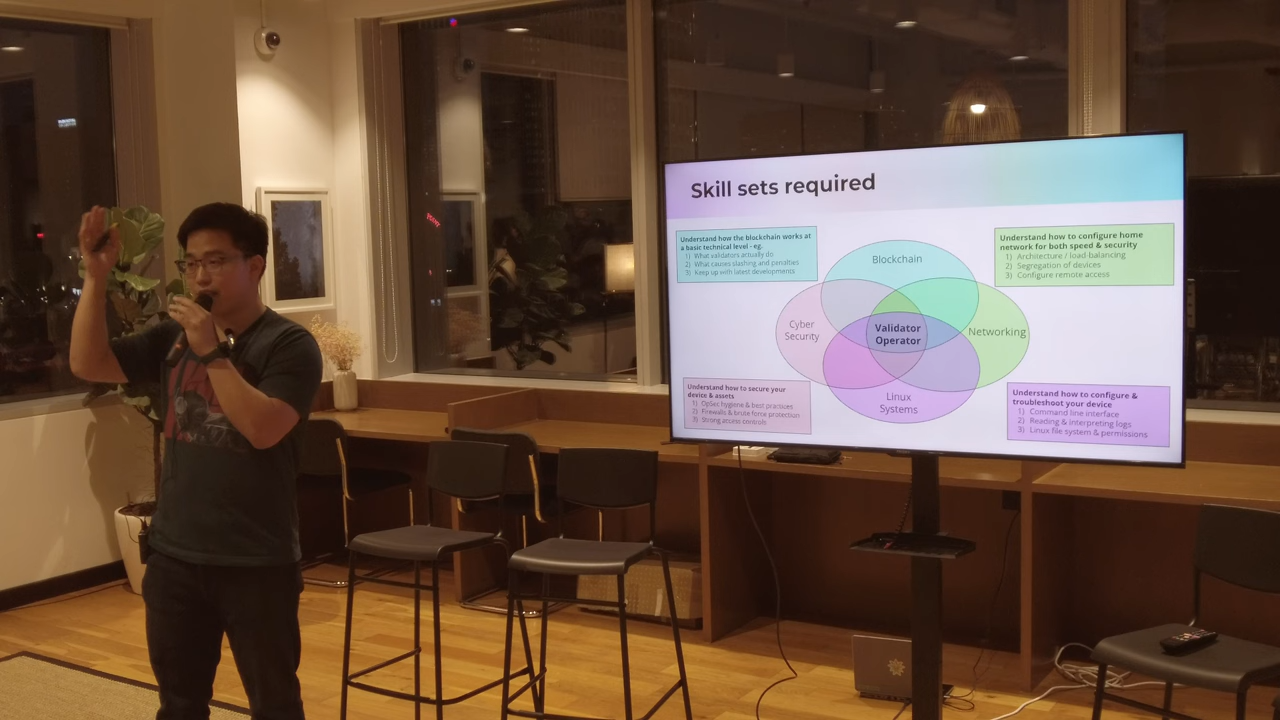 Skill sets required
Understand how the blockchain works at
a basic technical level - eg.
1) What validators actually do
2) What causes slashing and penalties
3) Keep up with latest developments
Understand how to configure home
network for both speed & security
1) Architecture / load-balancing
2) Segregation of devices
3) Configure remote access
Blockchain
Cyber
Security
Validator
Operator
Networking
Linux
Systems
Understand how to secure your
device & assets
1) OpSec hygiene & best practices
2) Firewalls & brute force protection
3) Strong access controls
Understand how to configure &
troubleshoot your device
1) Command line interface
2) Reading & interpreting logs
3) Linux file system & permissions